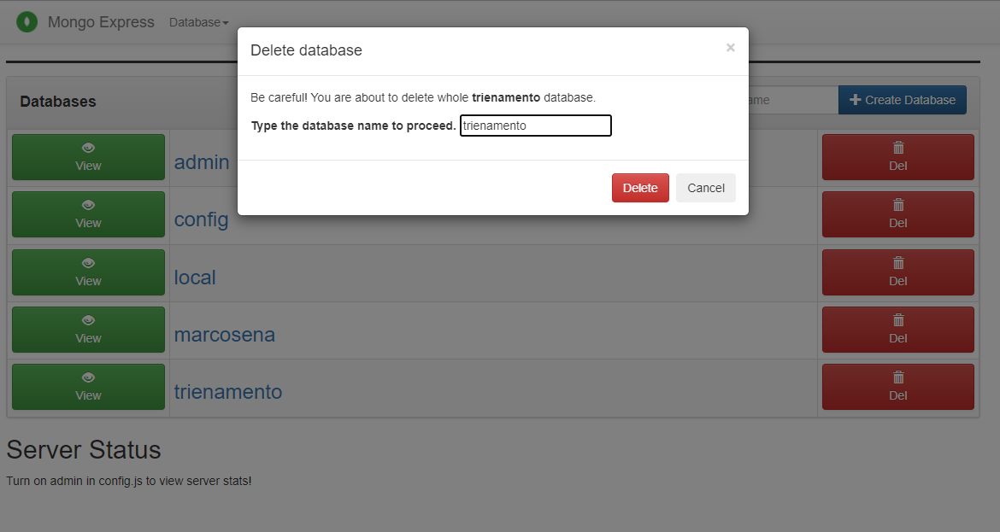 Mongo Express Database
Delete database ×
Be careful! You are about to delete whole trienamento database.
Type the database name to proceed. trienamento
Delete Cancel
Databases ame Create Database
View admin Del
View config Del
View local Del
View marcosena Del
View trienamento Del
Server Status
Turn on admin in config.js to view server stats!